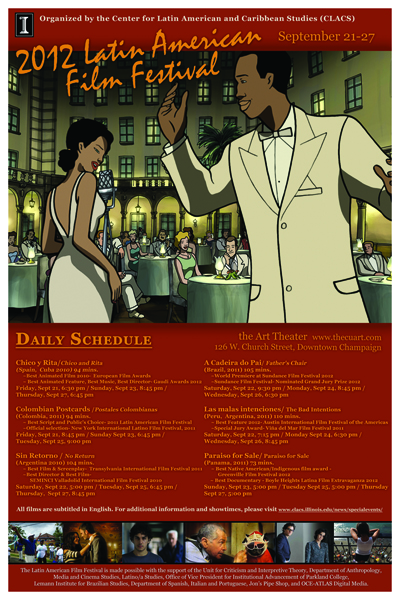 I
Organized by the Center for Latin American and Caribbean Studies (CLACS)
2012 Latin American
Film Festival
September 21-27
DAILY SCHEDULE
the Art Theater www.thecuart.com
126 W. Church Street, Downtown Champaign
Chico y Rita/Chico and Rita
(Spain, Cuba 2010) 94 mins.
–Best Animated Film 2010- European Film Awards
– Best Animated Feature, Best Music, Best Director- Gaudi Awards 2012
Friday, Sept 21, 6:30 pm / Sunday, Sept 23, 8:45 pm /
Thursday, Sept 27, 6:45 pm
Colombian Postcards /Postales Colombianas
(Colombia, 2011) 94 mins.
– Best Script and Public's Choice-2011 Latin American Film Festival
–Official selection- New York International Latino Film Festival, 2011
Friday, Sept 21, 8:45 pm / Sunday Sept 23, 6:45 pm /
Tuesday, Sept 25, 9:00 pm
Sin Retorno / No Return
(Argentina 2010) 104 mins.
– Best Film & Screenplay- Transylvania International Film Festival 2011
–Best Director & Best Film-
SEMINCI Valladolid International Film Festival 2010
Saturday, Sept 22, 5:00 pm / Tuesday, Sept 25, 6:45 pm /
Thursday, Sept 27, 8:45 pm
A Cadeira do Pai/ Father's Chair
(Brazil, 2011) 105 mins.
–World Premiere at Sundance Film Festival 2012
–Sundance Film Festival- Nominated Grand Jury Prize 2012
Saturday, Sept 22, 9:30 pm / Monday, Sept 24, 8:45 pm /
Wednesday, Sept 26, 6:30 pm
Las malas intenciones/ The Bad Intentions
(Peru, Argentina, 2011) 110 mins.
– Best Feature 2012- Austin International Film Festival of the Americas
–Special Jury Award- Viña del Mar Film Festival 2011
Saturday, Sept 22, 7:15 pm / Monday Sept 24, 6:30 pm /
Wednesday, Sept 26, 8:45 pm
Paraiso for Sale/ Paraiso for Sale
(Panama, 2011) 73 mins.
– Best Native American/Indigenous film award -
Greenville Film Festival 2012
– Best Documentary - Boyle Heights Latina Film Extravaganza 2012
Sunday, Sept 23, 5:00 pm / Tuesday Sept 25, 5:00 pm / Thursday
Sept 27, 5:00 pm
All films are subtitled in English. For additional information and showtimes, please visit www.clacs.illinois.edu/news/specialevents/
The Latin American Film Festival is made possible with the support of the Unit for Criticism and Interpretive Theory, Department of Anthropology,
Media and Cinema Studies, Latino/a Studies, Office of Vice President for Institutional Advancement of Parkland College,
Lemann Institute for Brazilian Studies, Department of Spanish, Italian and Portuguese, Jon's Pipe Shop, and OCE-ATLAS Digital Media.